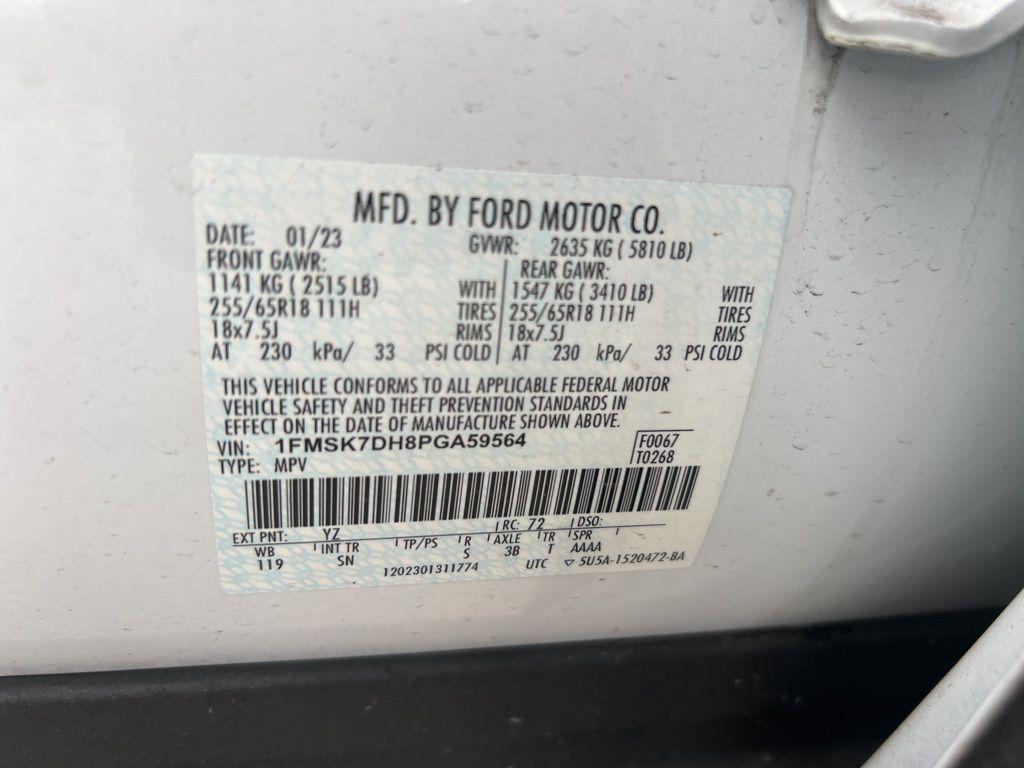 MFD. BY FORD MOTOR CO.
DATE: 01/23 GVWR: 2635 KG ( 5810 LB)
FRONT GAWR: REAR GAWR:
1141 KG ( 2515 LB) WITH 1547 KG ( 3410 LB) WITH
255/65R18 111H TIRES 255/65R18 111H TIRES
18x7.5J RIMS 18x7.5J RIMS
AT 230 kPa/ 33 PSI COLD AT 230 kPa/ 33 PSI COLD
THIS VEHICLE CONFORMS TO ALL APPLICABLE FEDERAL MOTOR
VEHICLE SAFETY AND THEFT PREVENTION STANDARDS IN
EFFECT ON THE DATE OF MANUFACTURE SHOWN ABOVE.
VIN: 1FMSK7DH8PGA59564 F0067
TYPE: MPV T0268
EXT PNT: YZ RC: 72 DSO:
WB INT TR TP/PS R AXLE TR SPR
119 SN S 3B T AAAA
1202301311774 UTC ▽ 5U5A-1520472-BA